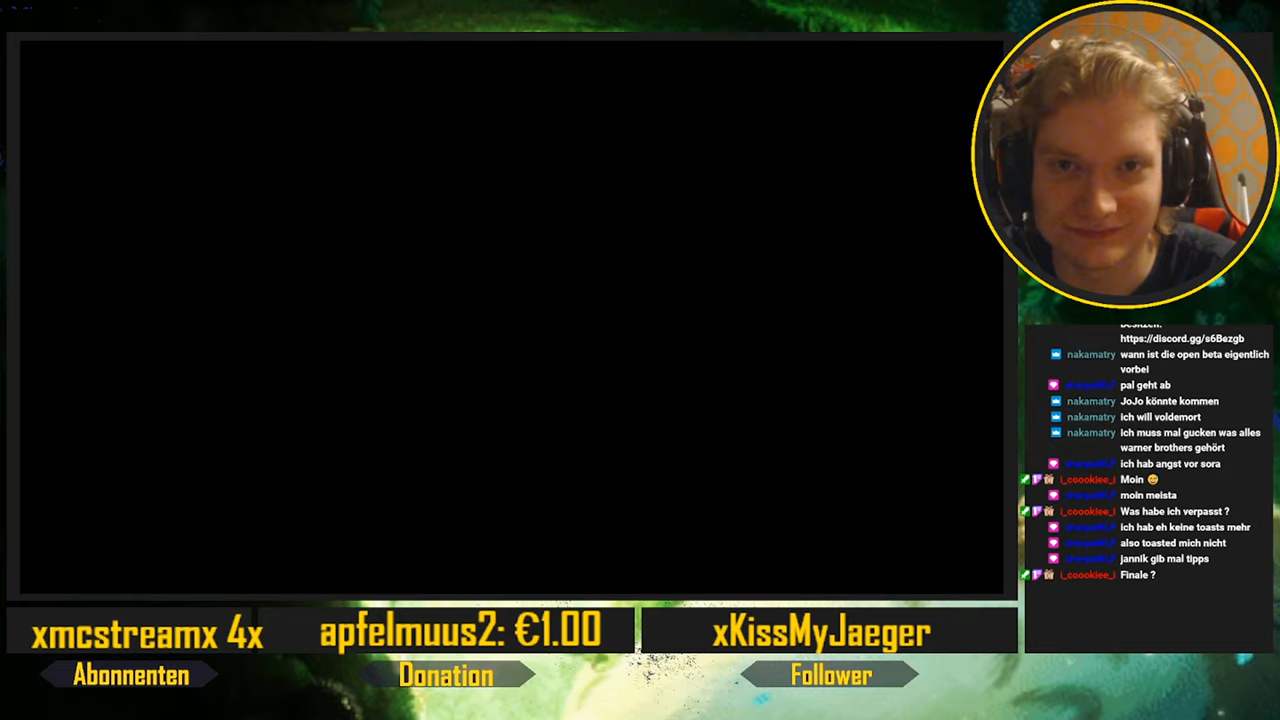 https://discord.gg/s6Bezgb
nakamatry wann ist die open beta eigentlich
vorbei
pal geht ab
nakamatry JoJo könnte kommen
nakamatry ich will voldemort
nakamatry ich muss mal gucken was alles
warner brothers gehört
ich hab angst vor sora
i_coookiee_i Moin
moin meista
i_coookiee_i Was habe ich verpasst ?
ich hab eh keine toasts mehr
also toasted mich nicht
jannik gib mal tipps
i_coookiee_i Finale ?
xmcstreamx 4x
apfelmuus2: €1.00
xKissMyJaeger
Abonnenten
Donation
Follower